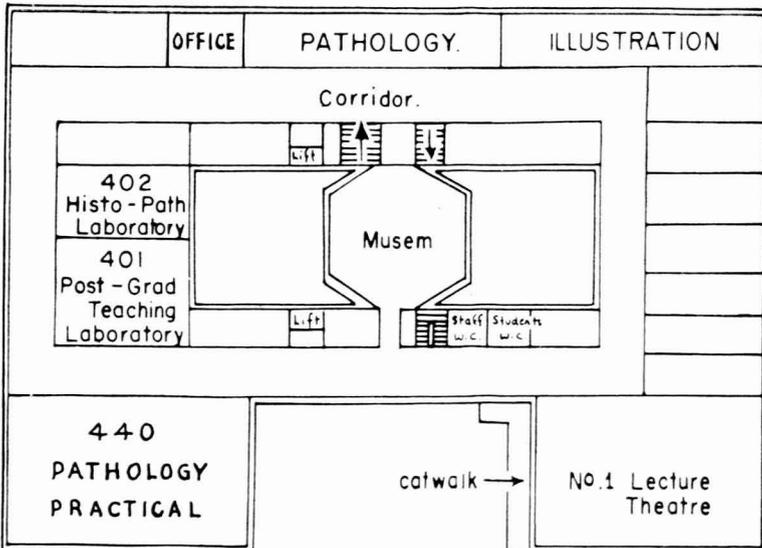 OFFICE
PATHOLOGY.
ILLUSTRATION
Corridor.
Lift
402
Histo-Path
Laboratory
401
Post-Grad
Teaching
Laboratory
Musem
Lift
Staff
W.C.
Students
W.C
440
PATHOLOGY
PRACTICAL
catwalk
No.1 Lecture
Theatre